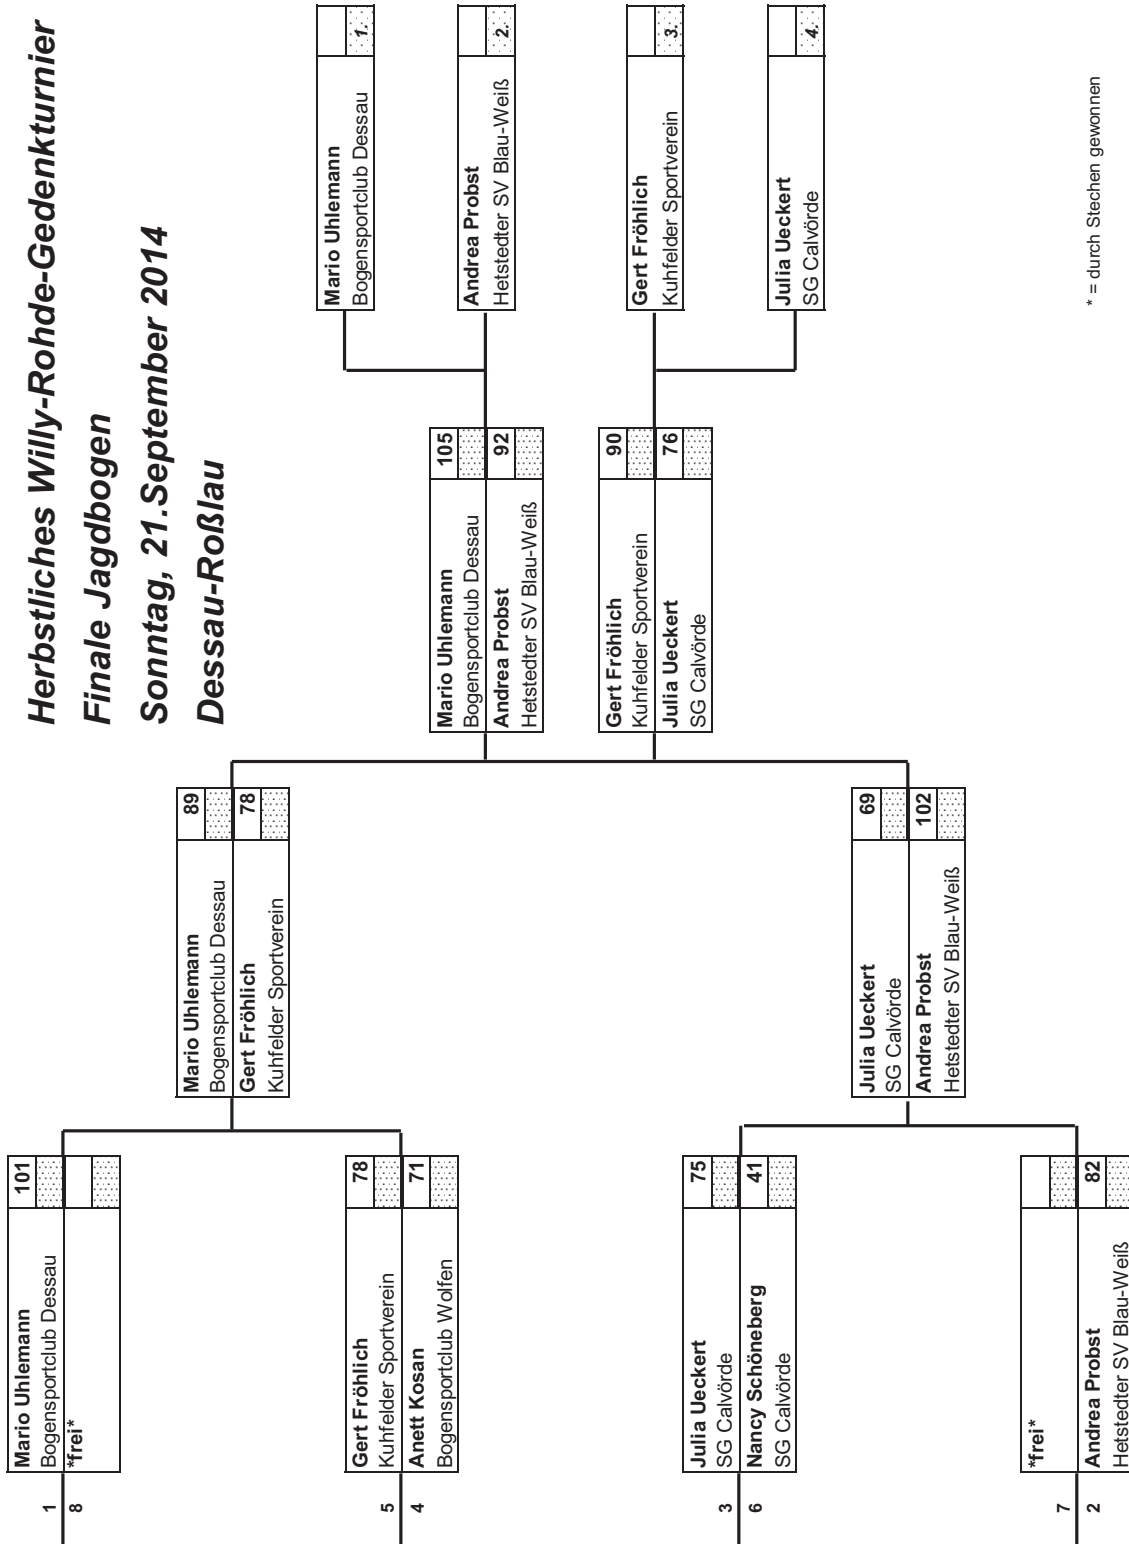 Herbstliches Willy-Rohde-Gedenkturnier
Finale Jagdbogen
Sonntag, 21.September 2014
Dessau-Roßlau
1
Mario Uhlemann
101
Bogensportclub Dessau
8
*frei*
5
Gert Fröhlich
78
Kuhfelder Sportverein
4
Anett Kosan
71
Bogensportclub Wolfen
3
Julia Ueckert
75
SG Calvörde
6
Nancy Schöneberg
41
SG Calvörde
7
*frei*
2
Andrea Probst
82
Hetstedter SV Blau-Weiß
Mario Uhlemann
89
Bogensportclub Dessau
Gert Fröhlich
78
Kuhfelder Sportverein
Julia Ueckert
69
SG Calvörde
Andrea Probst
102
Hetstedter SV Blau-Weiß
Mario Uhlemann
105
Bogensportclub Dessau
Andrea Probst
92
Hetstedter SV Blau-Weiß
Gert Fröhlich
90
Kuhfelder Sportverein
Julia Ueckert
76
SG Calvörde
Mario Uhlemann
Bogensportclub Dessau
1.
Andrea Probst
Hetstedter SV Blau-Weiß
2.
Gert Fröhlich
Kuhfelder Sportverein
3.
Julia Ueckert
SG Calvörde
4.
* = durch Stechen gewonnen